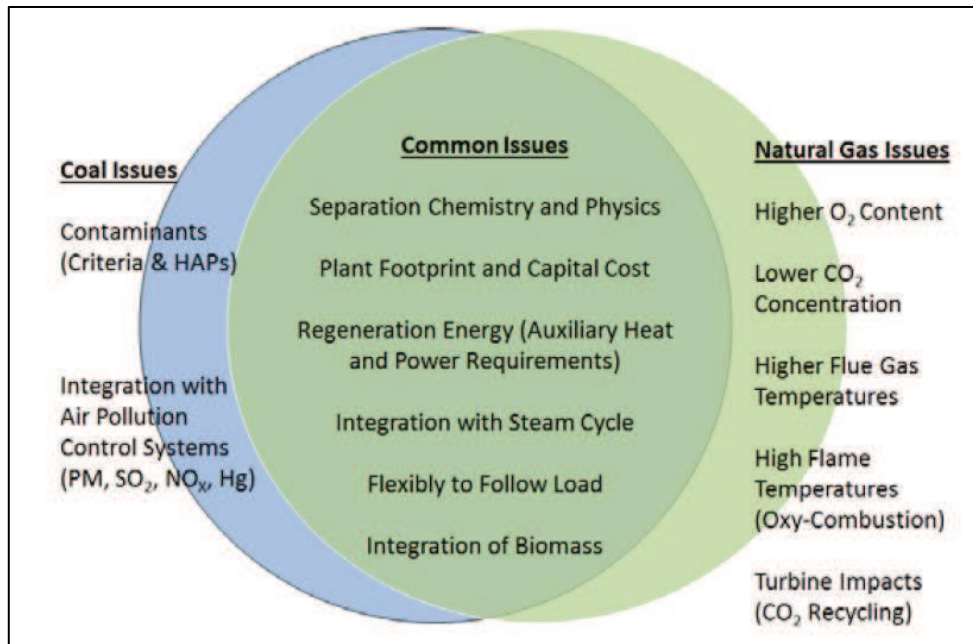 Coal Issues
Contaminants
(Criteria & HAPs)
Integration with
Air Pollution
Control Systems
(PM, SO₂, NOₓ, Hg)
Common Issues
Separation Chemistry and Physics
Plant Footprint and Capital Cost
Regeneration Energy (Auxiliary Heat
and Power Requirements)
Integration with Steam Cycle
Flexibly to Follow Load
Integration of Biomass
Natural Gas Issues
Higher O₂ Content
Lower CO₂
Concentration
Higher Flue Gas
Temperatures
High Flame
Temperatures
(Oxy-Combustion)
Turbine Impacts
(CO₂ Recycling)